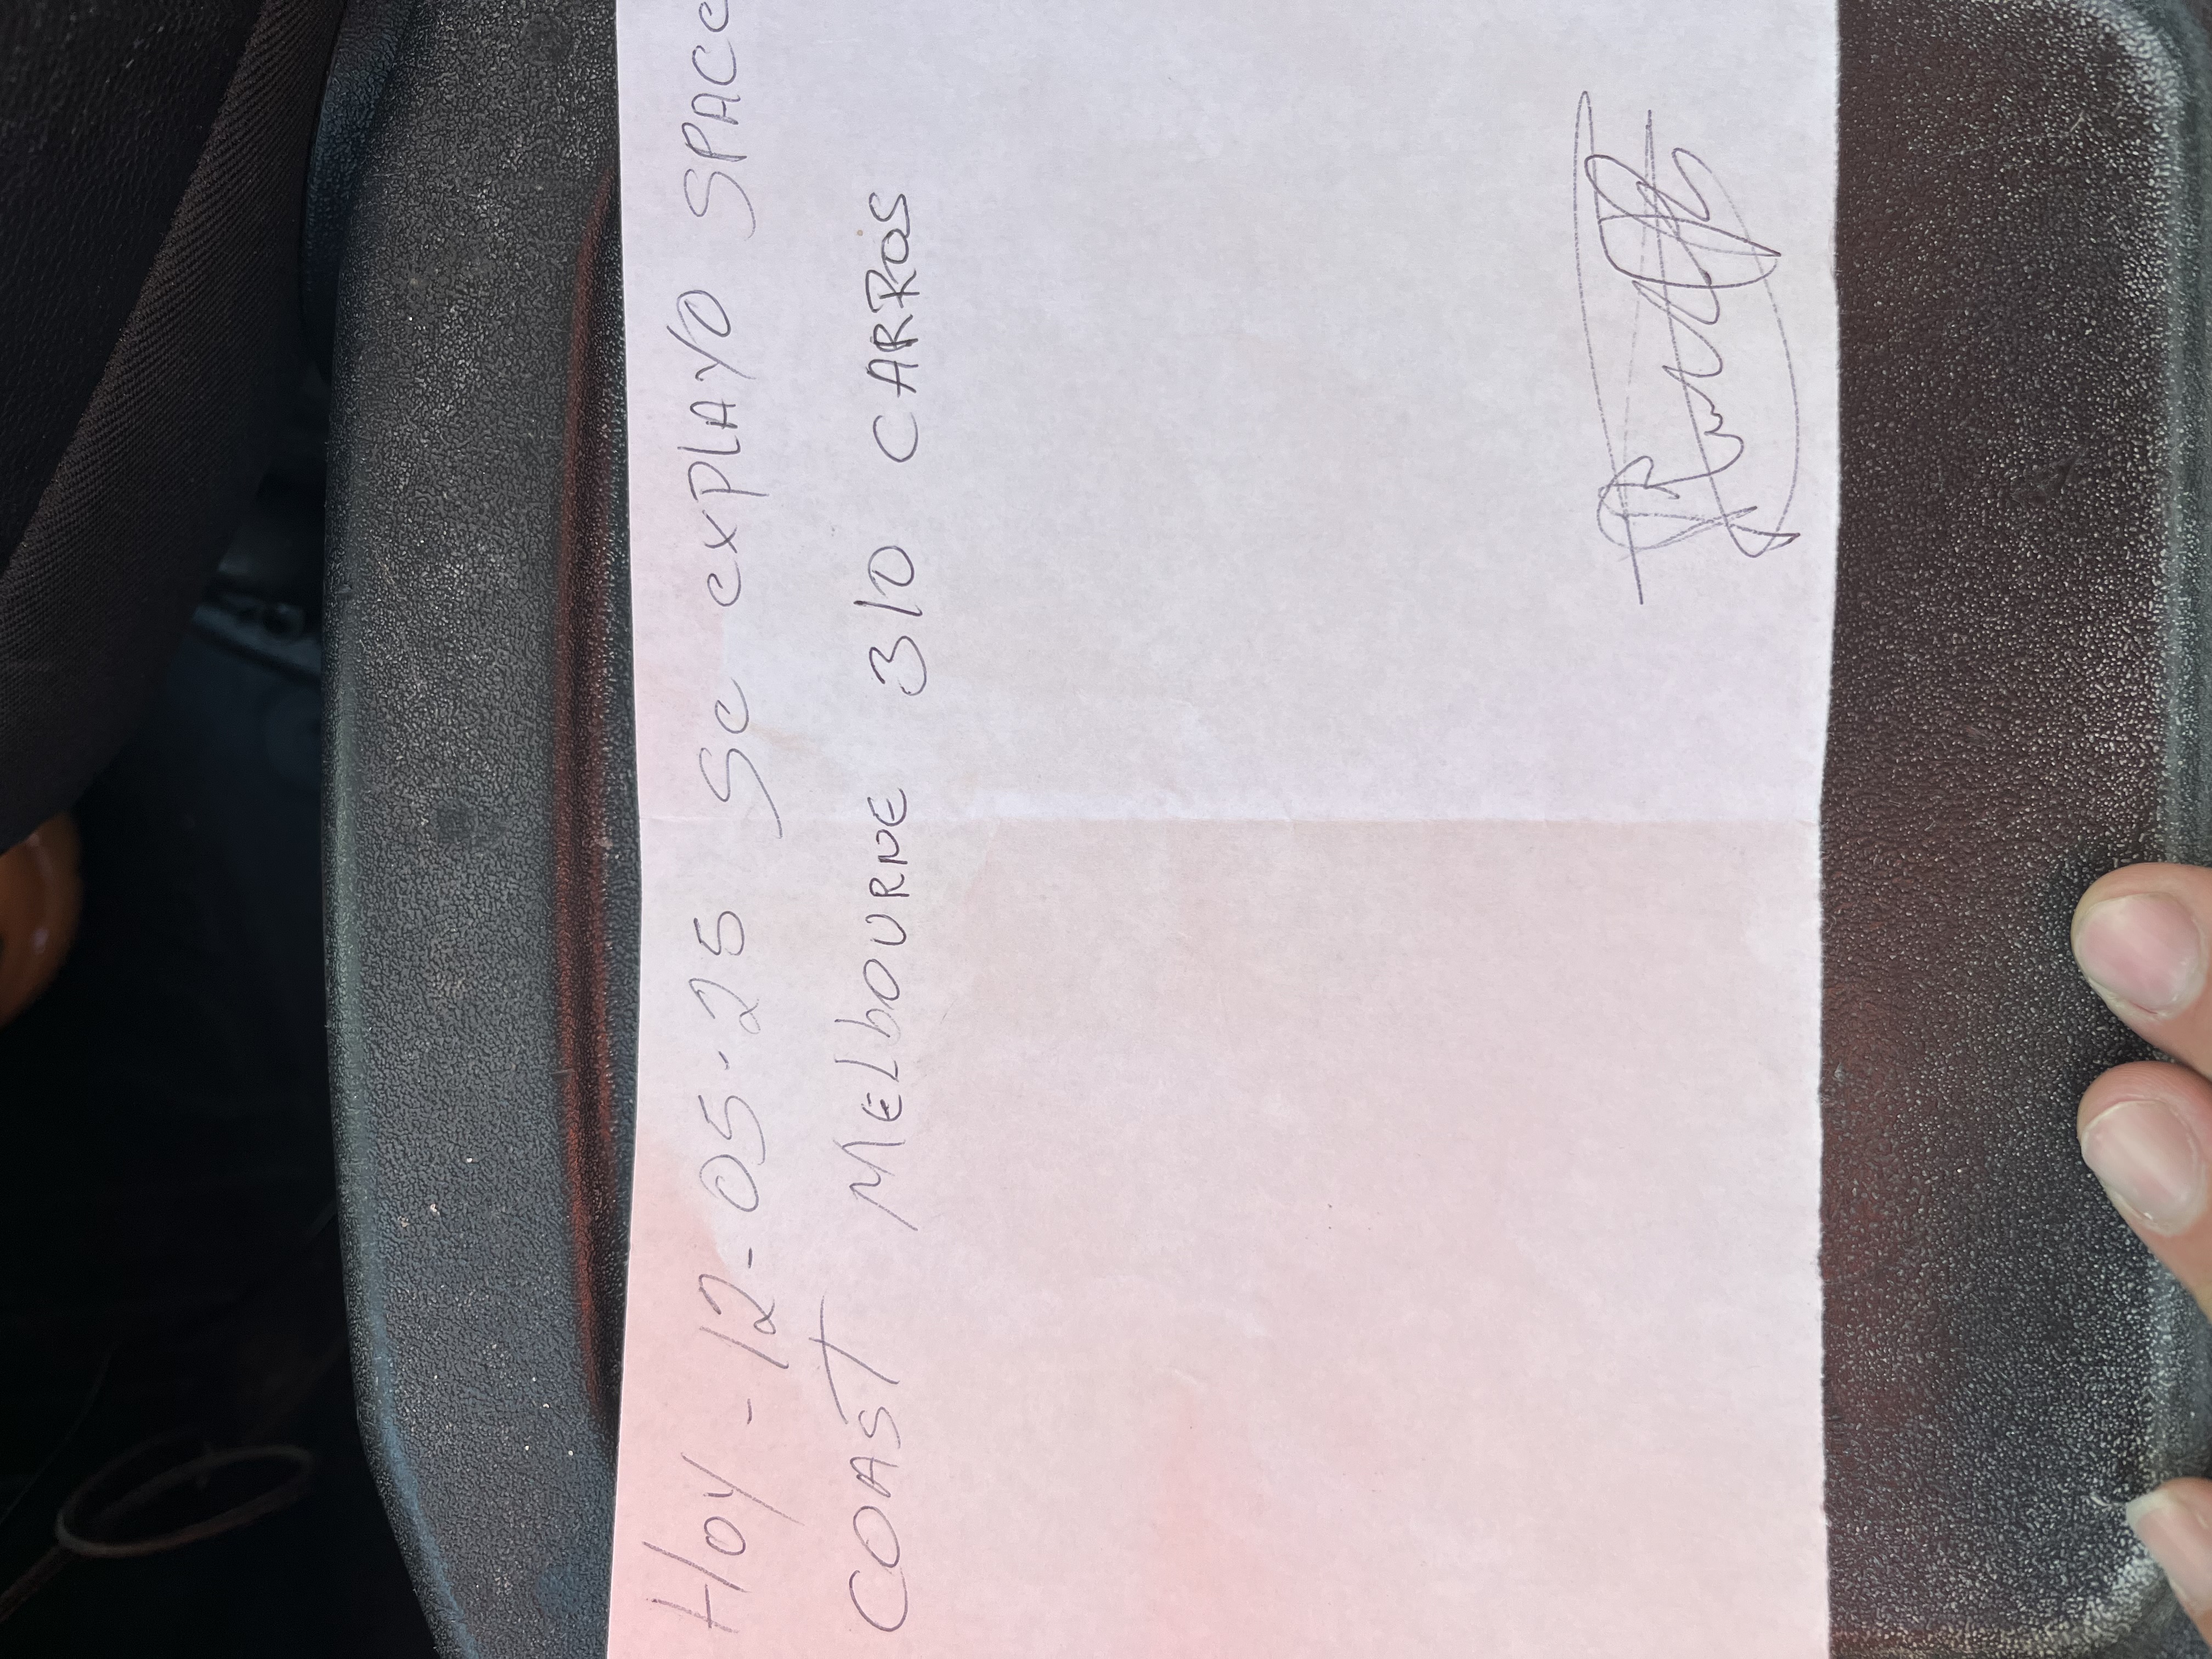 Hoy - 12-05-25 Se explayo SPACE
COAST MElbOURNE 310 CARROS